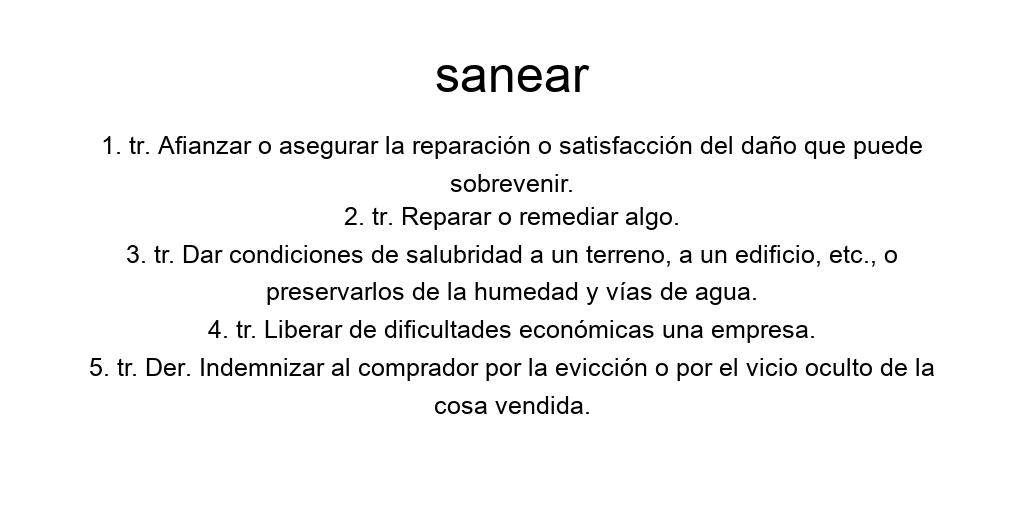 sanear
1. tr. Afianzar o asegurar la reparación o satisfacción del daño que puede
sobrevenir.
2. tr. Reparar o remediar algo.
3. tr. Dar condiciones de salubridad a un terreno, a un edificio, etc., o
preservarlos de la humedad y vías de agua.
4. tr. Liberar de dificultades económicas una empresa.
5. tr. Der. Indemnizar al comprador por la evicción o por el vicio oculto de la
cosa vendida.